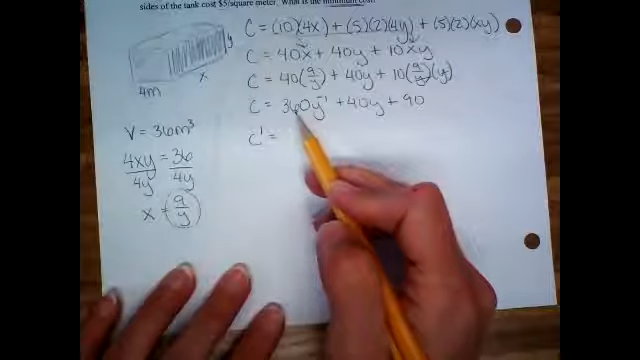 sides of the tank cost $5/square meter. What is the minimum cost?
C = (10)(4x) + (5)(2)(4y) + (5)(2)(xy)
C = 40x + 40y + 10xy
C = 40(9/y) + 40y + 10(9/y)(y)
C = 360y⁻¹ + 40y + 90
C' =
y
x
4m
V = 36m³
4xy = 36
4y 4y
x = 9/y